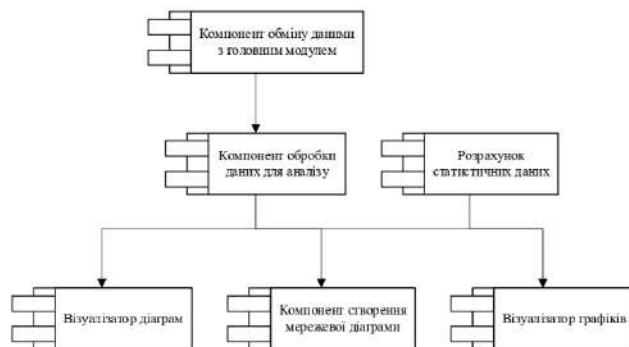 Компонент обміну даними
з головним модулем
Компонент обробки
даних для аналізу
Розрахунок
статистичних даних
Візуалізатор діаграм
Компонент створення
мережевої діаграми
Візуалізатор графіків